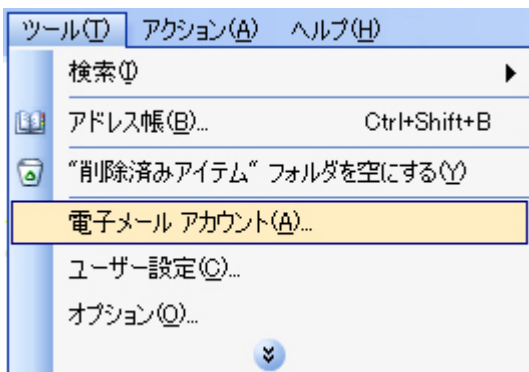 ツール(T) アクション(A) ヘルプ(H)
検索(I)
アドレス帳(B)... Ctrl+Shift+B
"削除済みアイテム" フォルダを空にする(Y)
電子メール アカウント(A)...
ユーザー設定(C)...
オプション(O)...